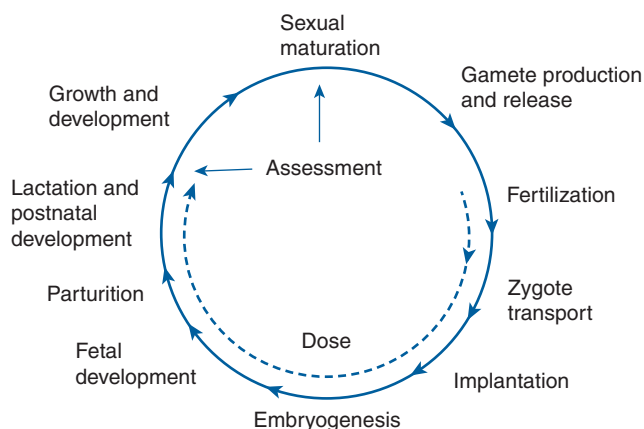 Sexual
maturation
Gamete production
and release
Growth and
development
Assessment
Lactation and
postnatal
development
Fertilization
Parturition
Zygote
transport
Dose
Fetal
development
Implantation
Embryogenesis